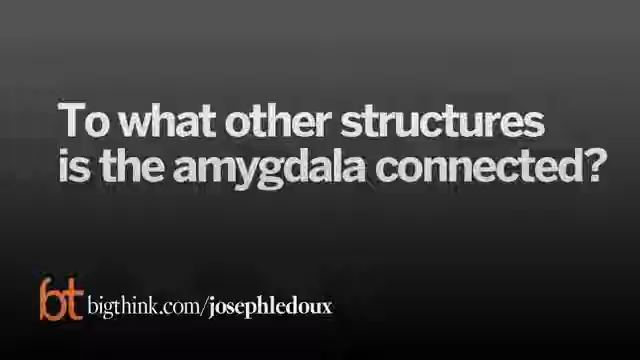 To what other structures
is the amygdala connected?
bt bigthink.com/josephledoux